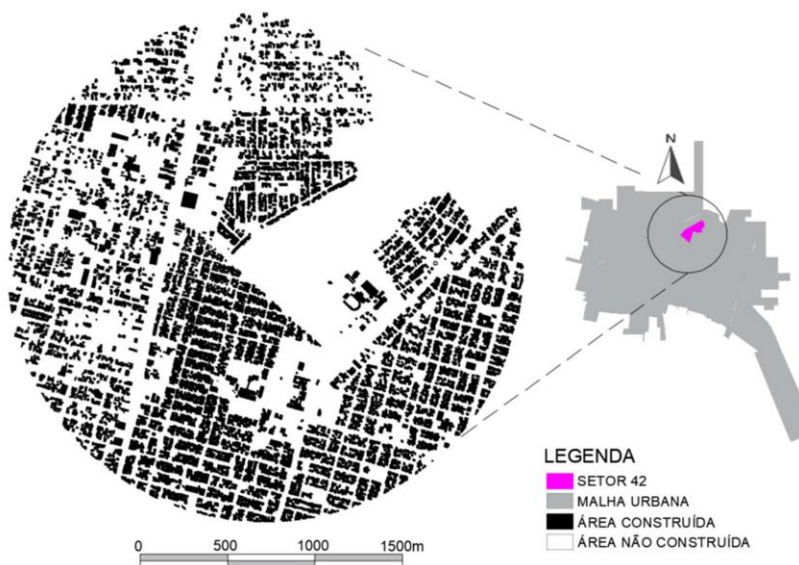 N
LEGENDA
SETOR 42
MALHA URBANA
ÁREA CONSTRUÍDA
ÁREA NÃO CONSTRUÍDA
0 500 1000 1500m